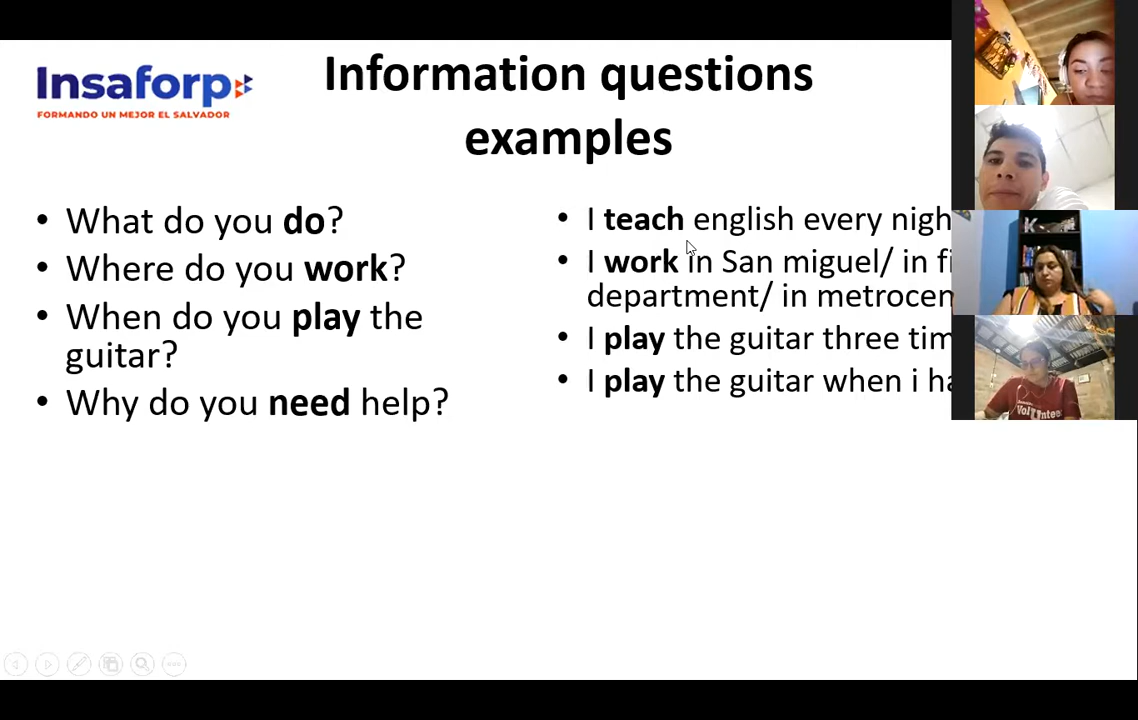 Insaforp
FORMANDO UN MEJOR EL SALVADOR
Information questions
examples
• What do you do?
• Where do you work?
• When do you play the
guitar?
• Why do you need help?
• I teach english every nigh
• I work in San miguel/ in fi
department/ in metrocen
• I play the guitar three tim
• I play the guitar when i ha